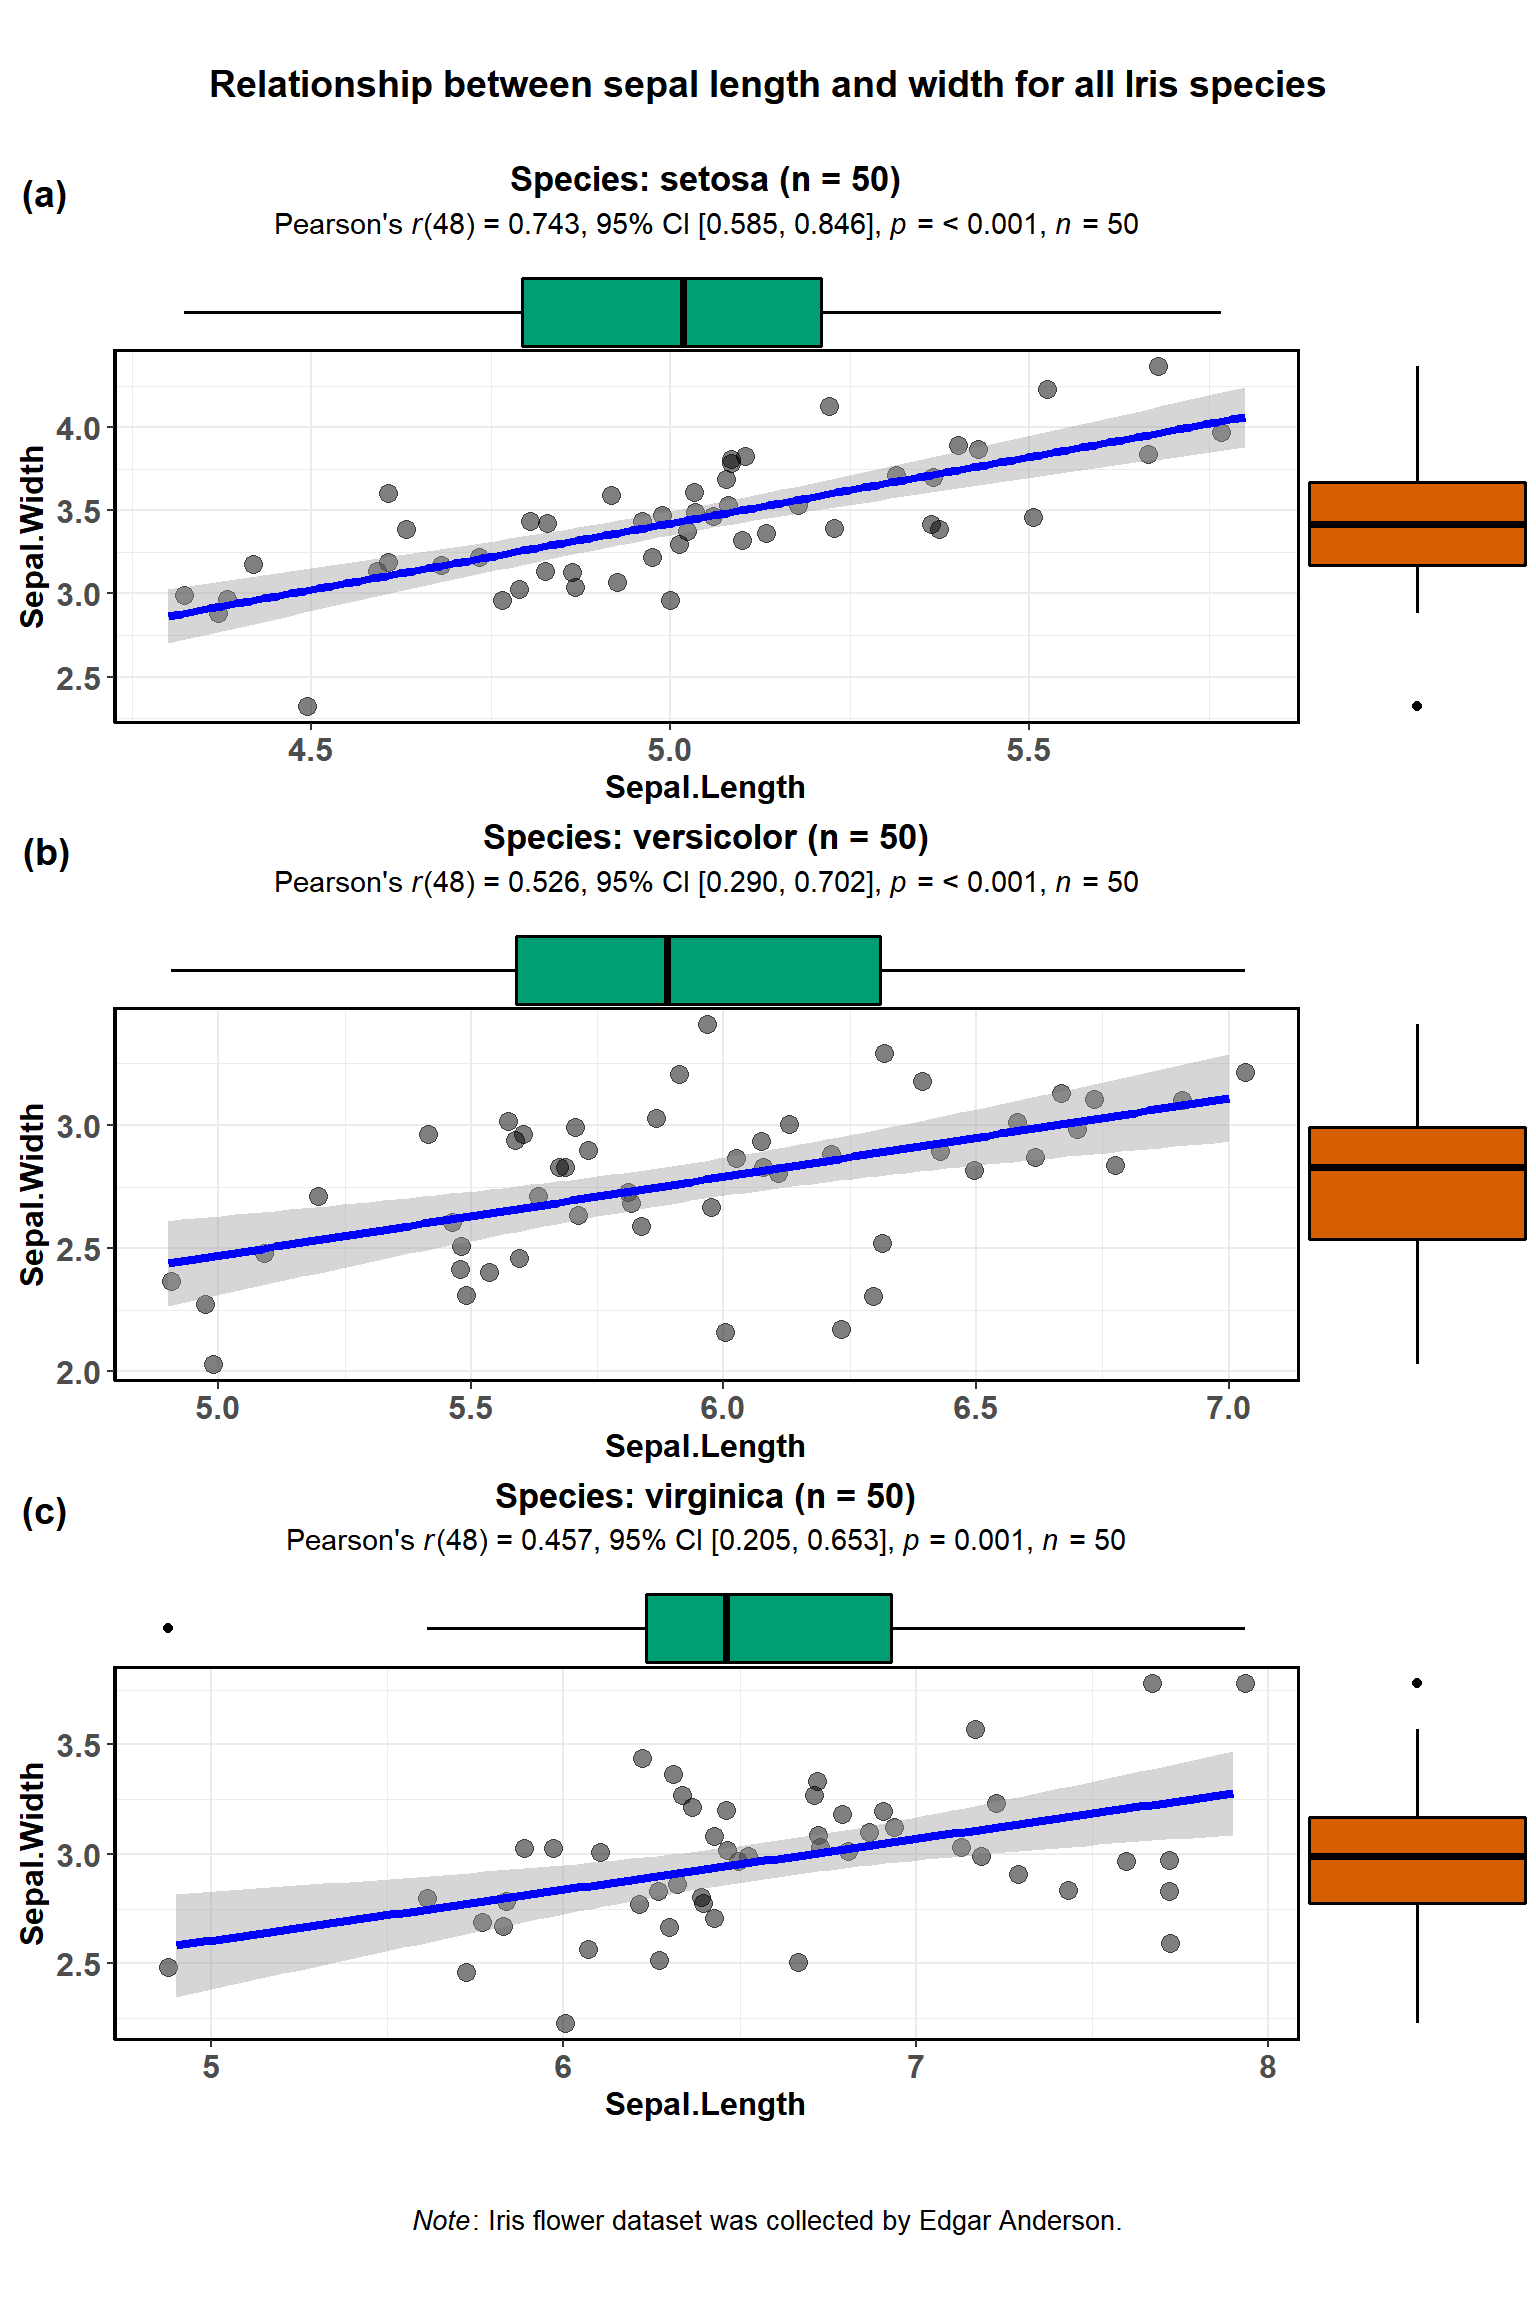 Relationship between sepal length and width for all Iris species
(a)
Species: setosa (n = 50)
Pearson's r(48) = 0.743, 95% CI [0.585, 0.846], p = < 0.001, n = 50
Sepal.Width
4.0
3.5
3.0
2.5
4.5 5.0 5.5
Sepal.Length
(b)
Species: versicolor (n = 50)
Pearson's r(48) = 0.526, 95% CI [0.290, 0.702], p = < 0.001, n = 50
Sepal.Width
3.0
2.5
2.0
5.0 5.5 6.0 6.5 7.0
Sepal.Length
(c)
Species: virginica (n = 50)
Pearson's r(48) = 0.457, 95% CI [0.205, 0.653], p = 0.001, n = 50
Sepal.Width
3.5
3.0
2.5
5 6 7 8
Sepal.Length
Note: Iris flower dataset was collected by Edgar Anderson.